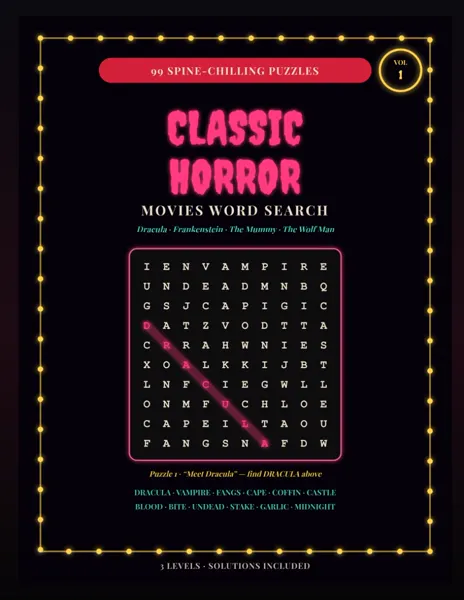 99 SPINE-CHILLING PUZZLES
VOL
1
CLASSIC
HORROR
MOVIES WORD SEARCH
Dracula · Frankenstein · The Mummy · The Wolf Man
I E N V A M P I R E
U N D E A D M N B Q
G S J C A P I G I C
D A T Z V O D T T A
C R R A H W N I E S
X O A L K K I J B T
L N F C I E G W L L
O N M F U C H L O E
C A P E I L T A O U
F A N G S N A F D W
Puzzle 1 · "Meet Dracula" — find DRACULA above
DRACULA · VAMPIRE · FANGS · CAPE · COFFIN · CASTLE
BLOOD · BITE · UNDEAD · STAKE · GARLIC · MIDNIGHT
3 LEVELS · SOLUTIONS INCLUDED